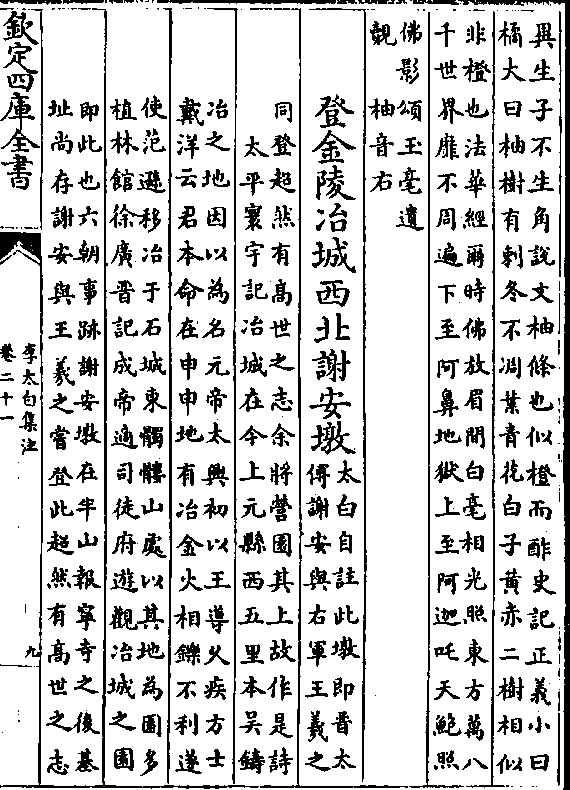 異生子不生角說文柚條也似橙而酢史記正義小曰
橘大曰柚樹有刺冬不凋葉青花白子黃赤二樹相似
非橙也法華經爾時佛放眉間白毫相光照東方萬八
千世界靡不周遍下至阿鼻地獄上至阿迦吒天鮑照
佛影頌玉毫遺
覿 柚音右
登金陵冶城西北謝安墩
太白自註此墩即晉太
傅謝安與右軍王羲之
同登超然有高世之志余將營園其上故作是詩
太平寰宇記冶城在今上元縣西五里本吳鑄
冶之地因以為名元帝太興初以王導久疾方士
戴洋云君本命在申申地有冶金火相鑠不利遂
使范遜移冶于石城東髑髏山處以其地為園多
植林館徐廣晉記成帝適司徒府遊觀冶城之園
即此也六朝事跡謝安墩在半山報寧寺之後基
址尚存謝安與王羲之嘗登此超然有高世之志
欽定四庫全書
李太白集注
卷二十一
九